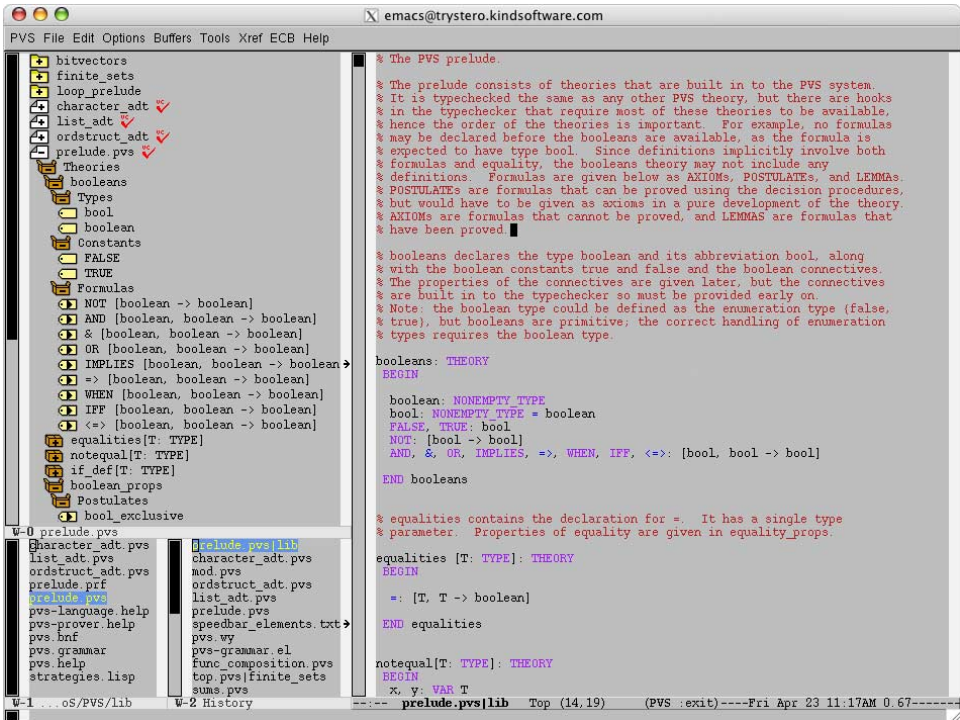 emacs@trystero.kindsoftware.com
PVS File Edit Options Buffers Tools Xref ECB Help
bitvectors
finite_sets
loop_prelude
character_adt
list_adt
ordstruct_adt
prelude.pvs
Theories
booleans
Types
bool
boolean
Constants
FALSE
TRUE
Formulas
NOT [boolean -> boolean]
AND [boolean, boolean -> boolean]
& [boolean, boolean -> boolean]
OR [boolean, boolean -> boolean]
IMPLIES [boolean, boolean -> boolean
=> [boolean, boolean -> boolean]
WHEN [boolean, boolean -> boolean]
IFF [boolean, boolean -> boolean]
<=> [boolean, boolean -> boolean]
equalities[T: TYPE]
notequal[T: TYPE]
if_def[T: TYPE]
boolean_props
Postulates
bool_exclusive
W-0 prelude.pvs
character_adt.pvs
list_adt.pvs
ordstruct_adt.pvs
prelude.prf
prelude.pvs
pvs-language.help
pvs-prover.help
pvs.bnf
pvs.grammar
pvs.help
strategies.lisp
W-1 ...oS/PVS/lib
prelude.pvs|lib
character_adt.pvs
mod.pvs
ordstruct_adt.pvs
list_adt.pvs
prelude.pvs
speedbar_elements.txt
pvs.wy
pvs-grammar.el
func_composition.pvs
top.pvs|finite_sets
sums.pvs
W-2 History
% The PVS prelude.
% The prelude consists of theories that are built in to the PVS system.
% It is typechecked the same as any other PVS theory, but there are hooks
% in the typechecker that require most of these theories to be available,
% hence the order of the theories is important. For example, no formulas
% may be declared before the booleans are available, as the formula is
% expected to have type bool. Since definitions implicitly involve both
% formulas and equality, the booleans theory may not include any
% definitions. Formulas are given below as AXIOMs, POSTULATEs, and LEMMAs.
% POSTULATEs are formulas that can be proved using the decision procedures,
% but would have to be given as axioms in a pure development of the theory.
% AXIOMs are formulas that cannot be proved, and LEMMAS are formulas that
% have been proved.
% booleans declares the type boolean and its abbreviation bool, along
% with the boolean constants true and false and the boolean connectives.
% The properties of the connectives are given later, but the connectives
% are built in to the typechecker so must be provided early on.
% Note: the boolean type could be defined as the enumeration type {false,
% true}, but booleans are primitive; the correct handling of enumeration
% types requires the boolean type.
booleans: THEORY
BEGIN
boolean: NONEMPTY_TYPE
bool: NONEMPTY_TYPE = boolean
FALSE, TRUE: bool
NOT: [bool -> bool]
AND, &, OR, IMPLIES, =>, WHEN, IFF, <=>: [bool, bool -> bool]
END booleans
% equalities contains the declaration for =. It has a single type
% parameter. Properties of equality are given in equality_props.
equalities [T: TYPE]: THEORY
BEGIN
=: [T, T -> boolean]
END equalities
notequal[T: TYPE]: THEORY
BEGIN
x, y: VAR T
--:-- prelude.pvs|lib Top (14,19) (PVS :exit)----Fri Apr 23 11:17AM 0.67-------